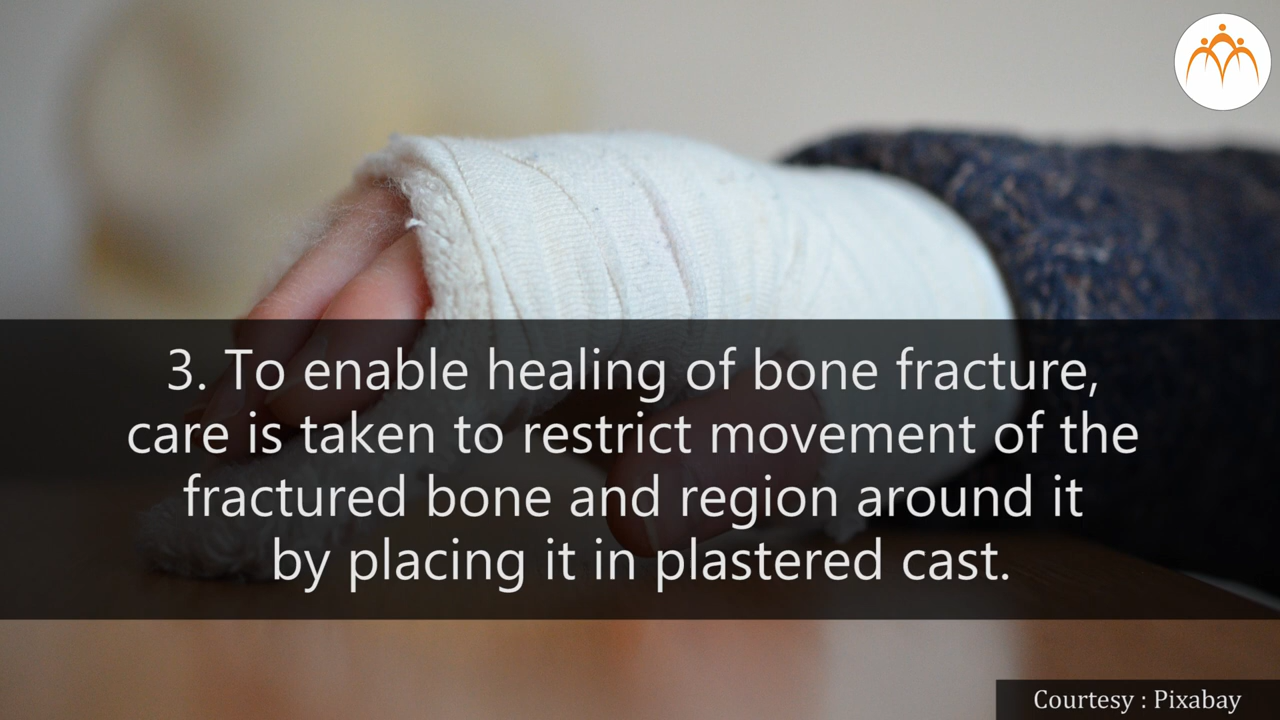 3. To enable healing of bone fracture,
care is taken to restrict movement of the
fractured bone and region around it
by placing it in plastered cast.
Courtesy : Pixabay